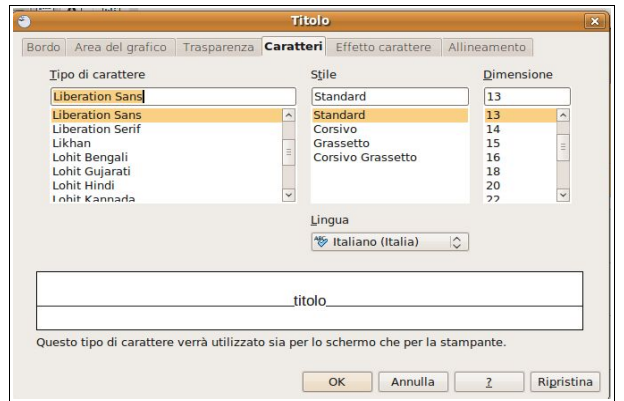 Titolo
Bordo Area del grafico Trasparenza Caratteri Effetto carattere Allineamento
Tipo di carattere Stile Dimensione
Liberation Sans Standard 13
Liberation Sans Standard 13
Liberation Serif Corsivo 14
Likhan Grassetto 15
Lohit Bengali Corsivo Grassetto 16
Lohit Gujarati 18
Lohit Hindi 20
Lohit Kannada 22
Lingua
Italiano (Italia)
titolo
Questo tipo di carattere verrà utilizzato sia per lo schermo che per la stampante.
OK Annulla ? Ripristina